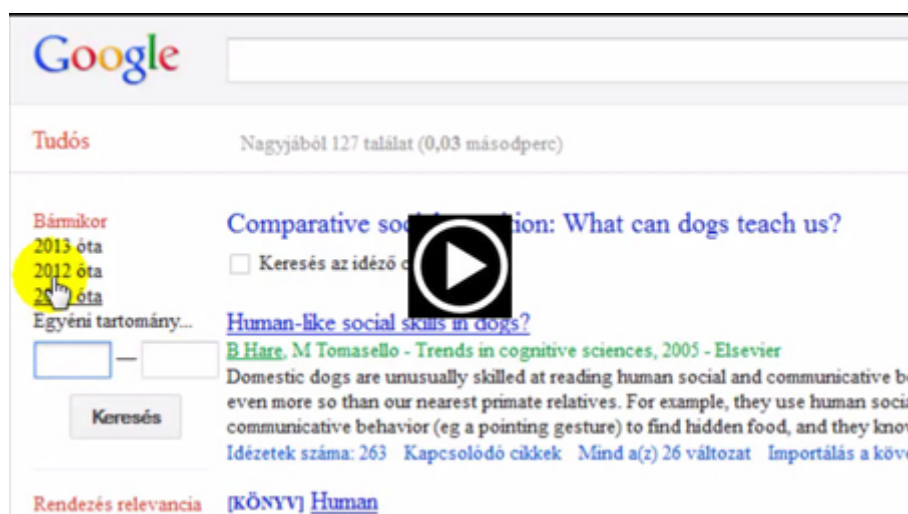 Google
Tudós
Nagyjából 127 találat (0,03 másodperc)
Bármikor
2013 óta
2012 óta
óta
Egyéni tartomány...
—
Keresés
Rendezés relevancia
Comparative ion: What can dogs teach us?
Keresés az idéző
Human-like social skills in dogs?
B Hare, M Tomasello - Trends in cognitive sciences, 2005 - Elsevier
Domestic dogs are unusually skilled at reading human social and communicative
even more so than our nearest primate relatives. For example, they use human
communicative behavior (eg a pointing gesture) to find hidden food, and they
Idézetek száma: 263 Kapcsolódó cikkek Mind a(z) 26 változat Importálás a
[KÖNYV] Human